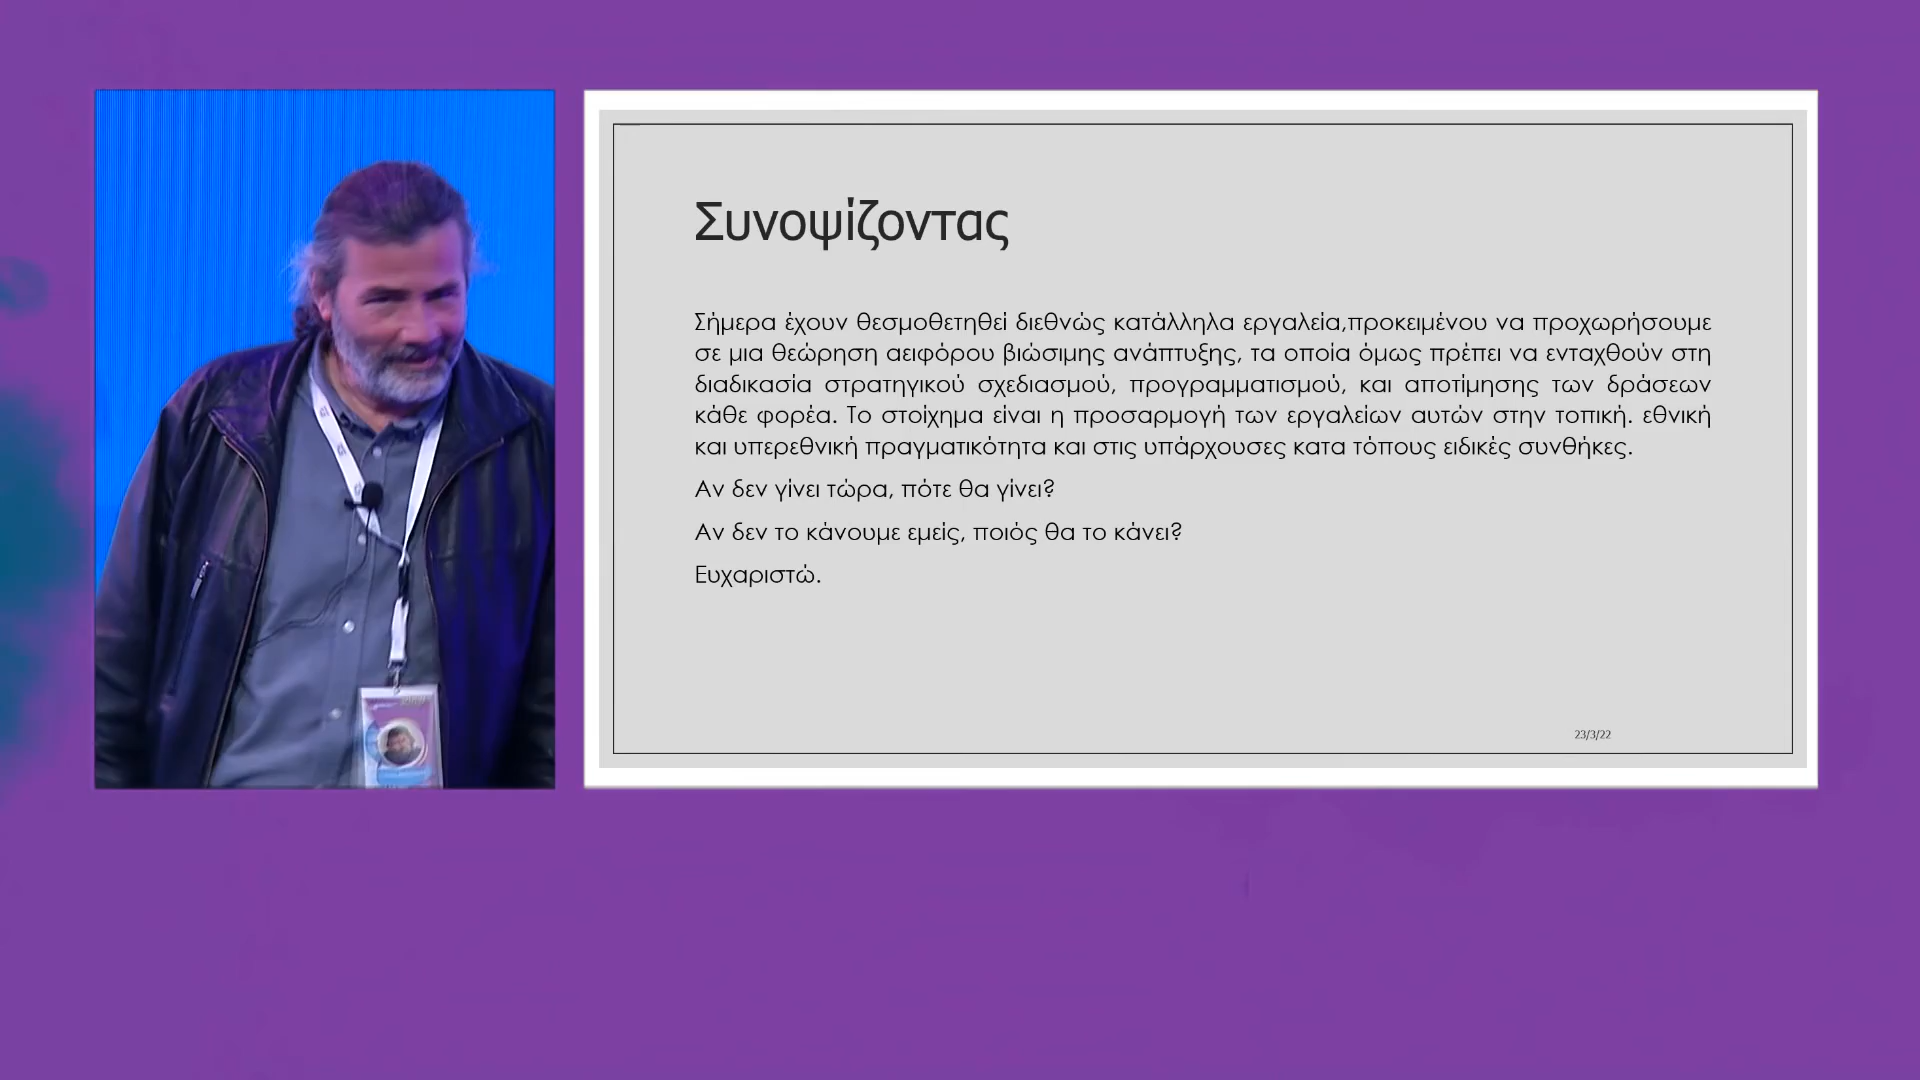 Συνοψίζοντας
Σήμερα έχουν θεσμοθετηθεί διεθνώς κατάλληλα εργαλεία,προκειμένου να προχωρήσουμε
σε μια θεώρηση αειφόρου βιώσιμης ανάπτυξης, τα οποία όμως πρέπει να ενταχθούν στη
διαδικασία στρατηγικού σχεδιασμού, προγραμματισμού, και αποτίμησης των δράσεων
κάθε φορέα. Το στοίχημα είναι η προσαρμογή των εργαλείων αυτών στην τοπική. εθνική
και υπερεθνική πραγματικότητα και στις υπάρχουσες κατα τόπους ειδικές συνθήκες.
Αν δεν γίνει τώρα, πότε θα γίνει?
Αν δεν το κάνουμε εμείς, ποιός θα το κάνει?
Ευχαριστώ.
23/3/22